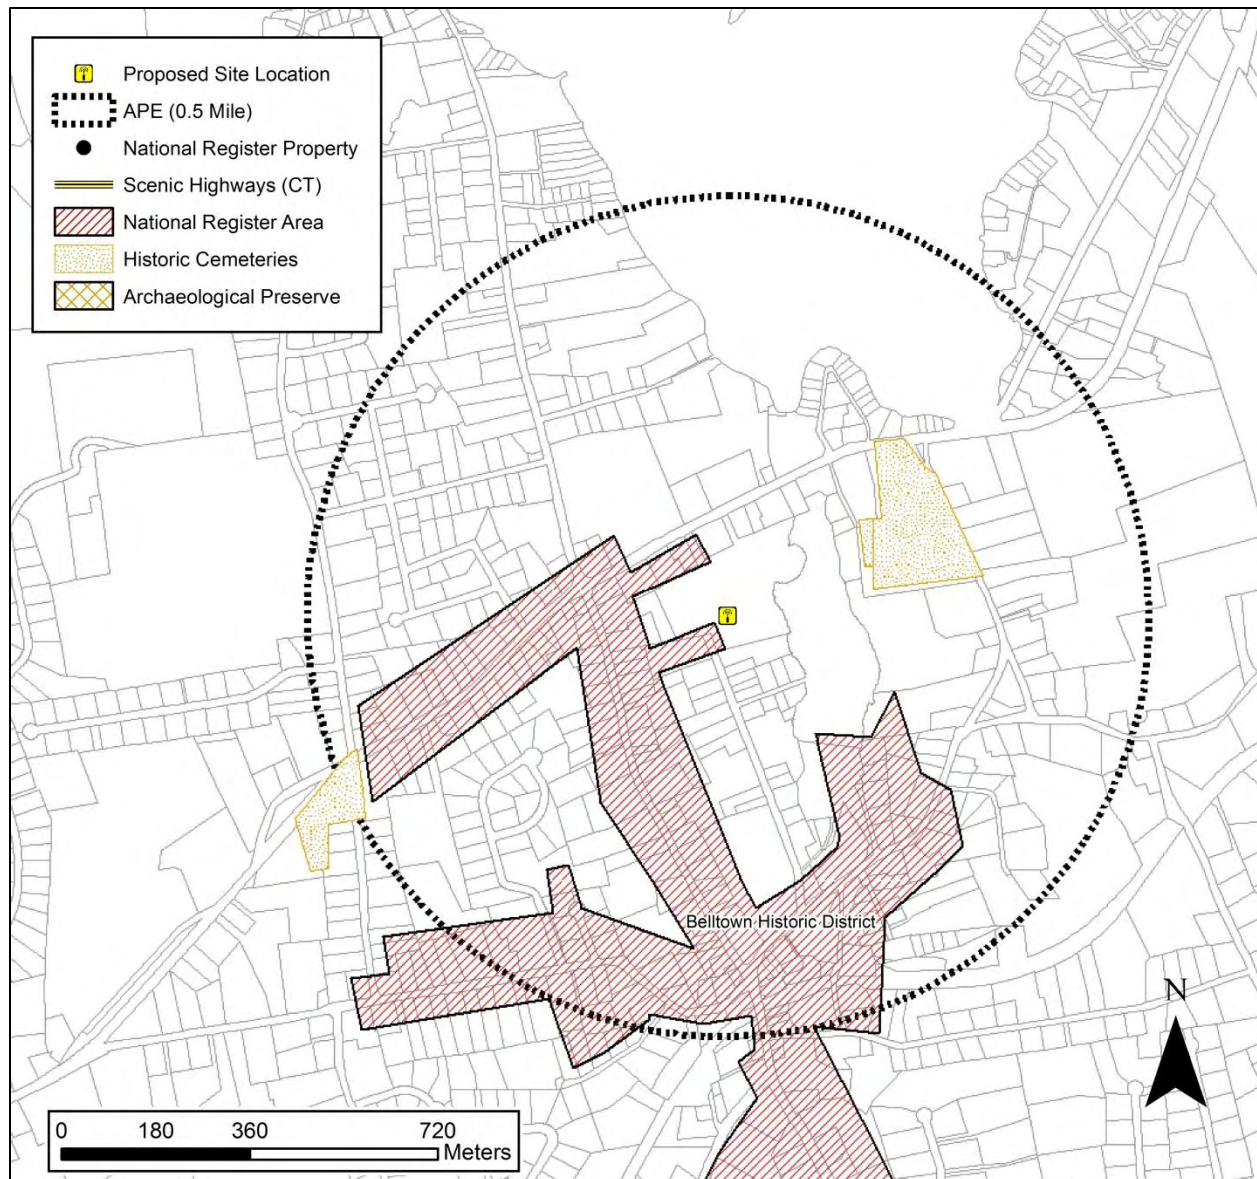 Proposed Site Location
APE (0.5 Mile)
National Register Property
Scenic Highways (CT)
National Register Area
Historic Cemeteries
Archaeological Preserve
Belltown Historic District
N
0 180 360 720
Meters